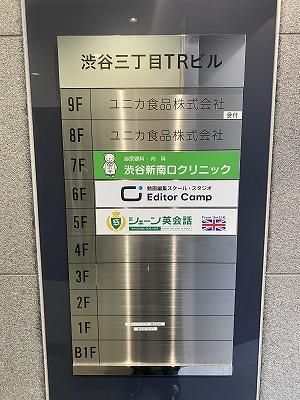 渋谷三丁目TRビル
9F ユニカ食品株式会社
受付
8F ユニカ食品株式会社
7F 泌尿器科・内科
渋谷新南口クリニック
6F 動画編集スクール・スタジオ
Editor Camp
5F シェーン英会話 From the U.K.
4F
3F
2F
1F
B1F